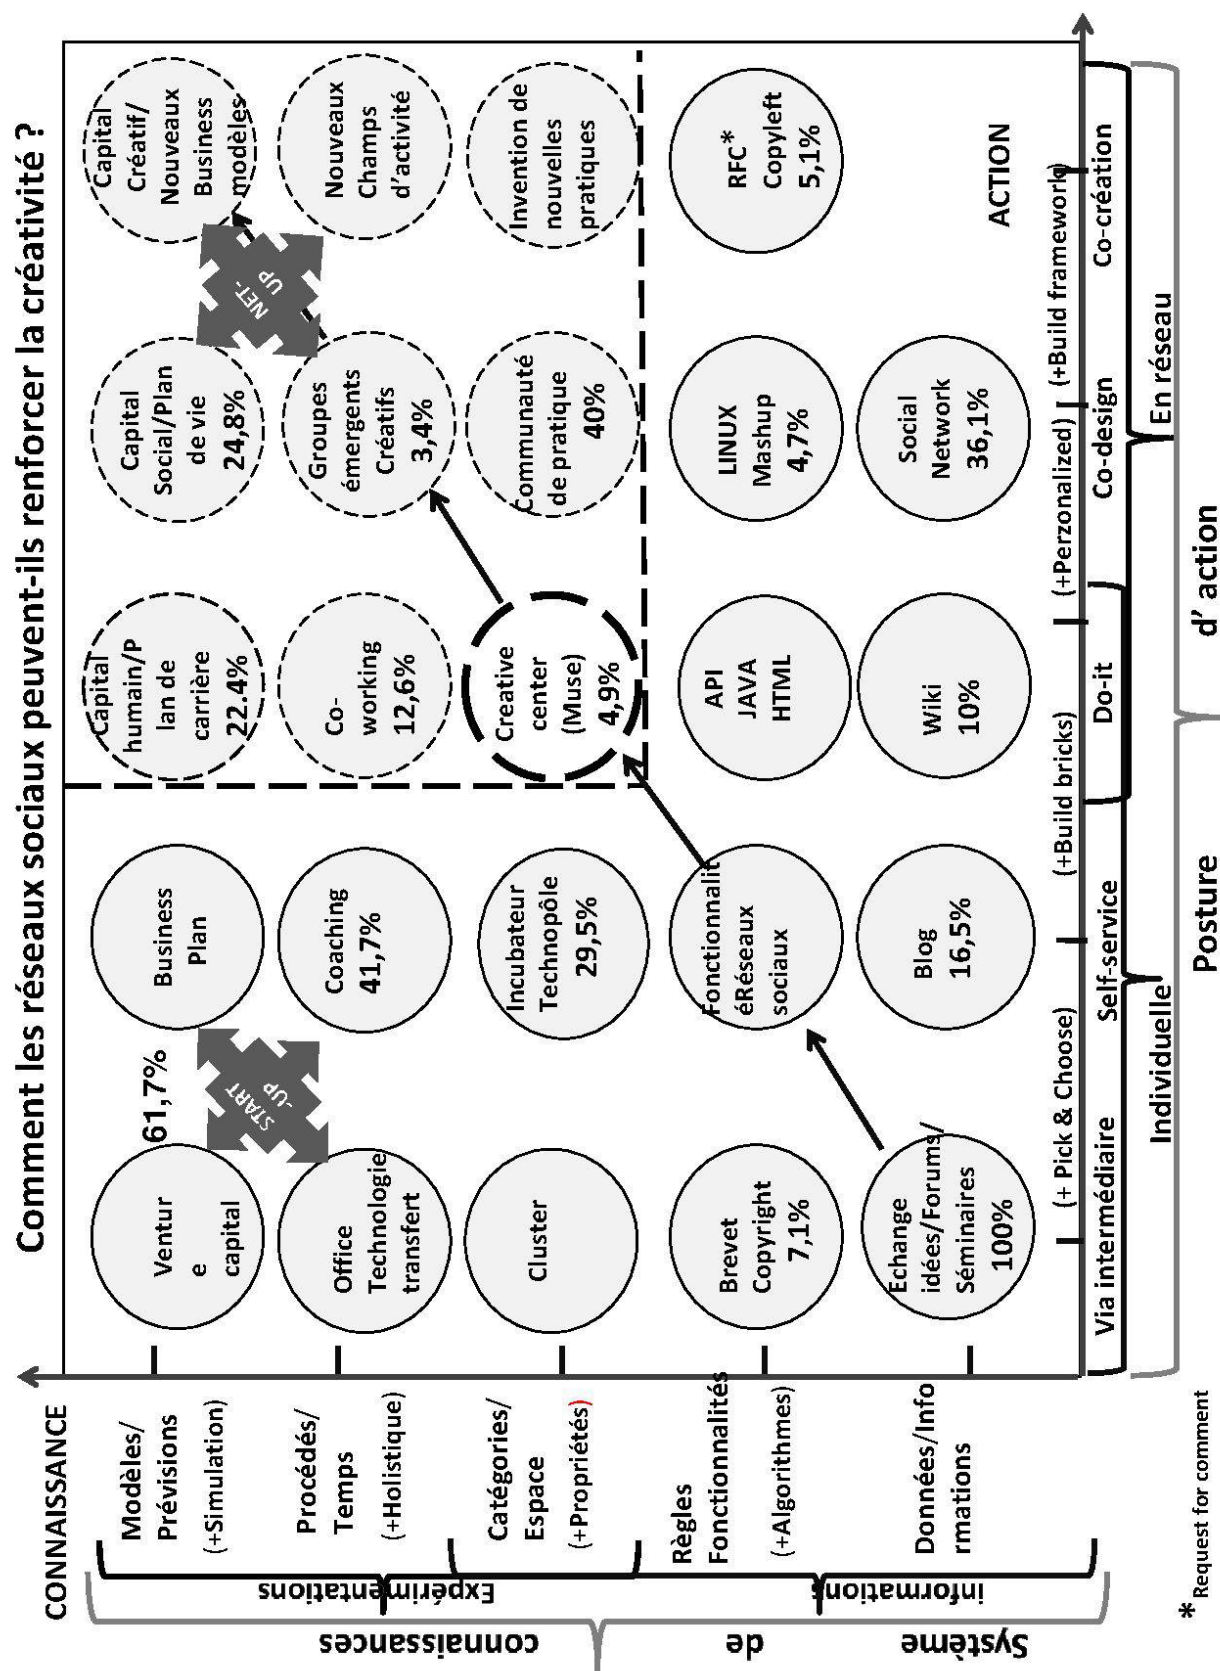 Comment les réseaux sociaux peuvent-ils renforcer la créativité ?
CONNAISSANCE
Modèles/
Prévisions
(+Simulation)
Ventur
e
capital
61,7%
Business
Plan
Capital
humain/P
lan de
carrière
22.4%
Capital
Social/Plan
de vie
24,8%
Capital
Créatif/
Nouveaux
Business
modèles
START
-UP
NET-
UP
Procédés/
Temps
(+Holistique)
Office
Technologie
transfert
Coaching
41,7%
Co-
working
12,6%
Groupes
émergents
Créatifs
3,4%
Nouveaux
Champs
d'activité
Catégories/
Espace
(+Propriétés)
Cluster
Incubateur
Technopôle
29,5%
Creative
center
(Muse)
4,9%
Communauté
de pratique
40%
Invention de
nouvelles
pratiques
Règles
Fonctionnalités
(+Algorithmes)
Brevet
Copyright
7,1%
Fonctionnalit
éRéseaux
sociaux
API
JAVA
HTML
LINUX
Mashup
4,7%
RFC*
Copyleft
5,1%
Données/Info
rmations
Echange
idées/Forums/
Séminaires
100%
Blog
16,5%
Wiki
10%
Social
Network
36,1%
ACTION
Expérimentations
informations
Système de connaissances
(+ Pick & Choose)
(+Build bricks)
(+Perzonalized)
(+Build framework)
Via intermédiaire
Self-service
Do-it
Co-design
Co-création
Individuelle
En réseau
Posture d' action
* Request for comment